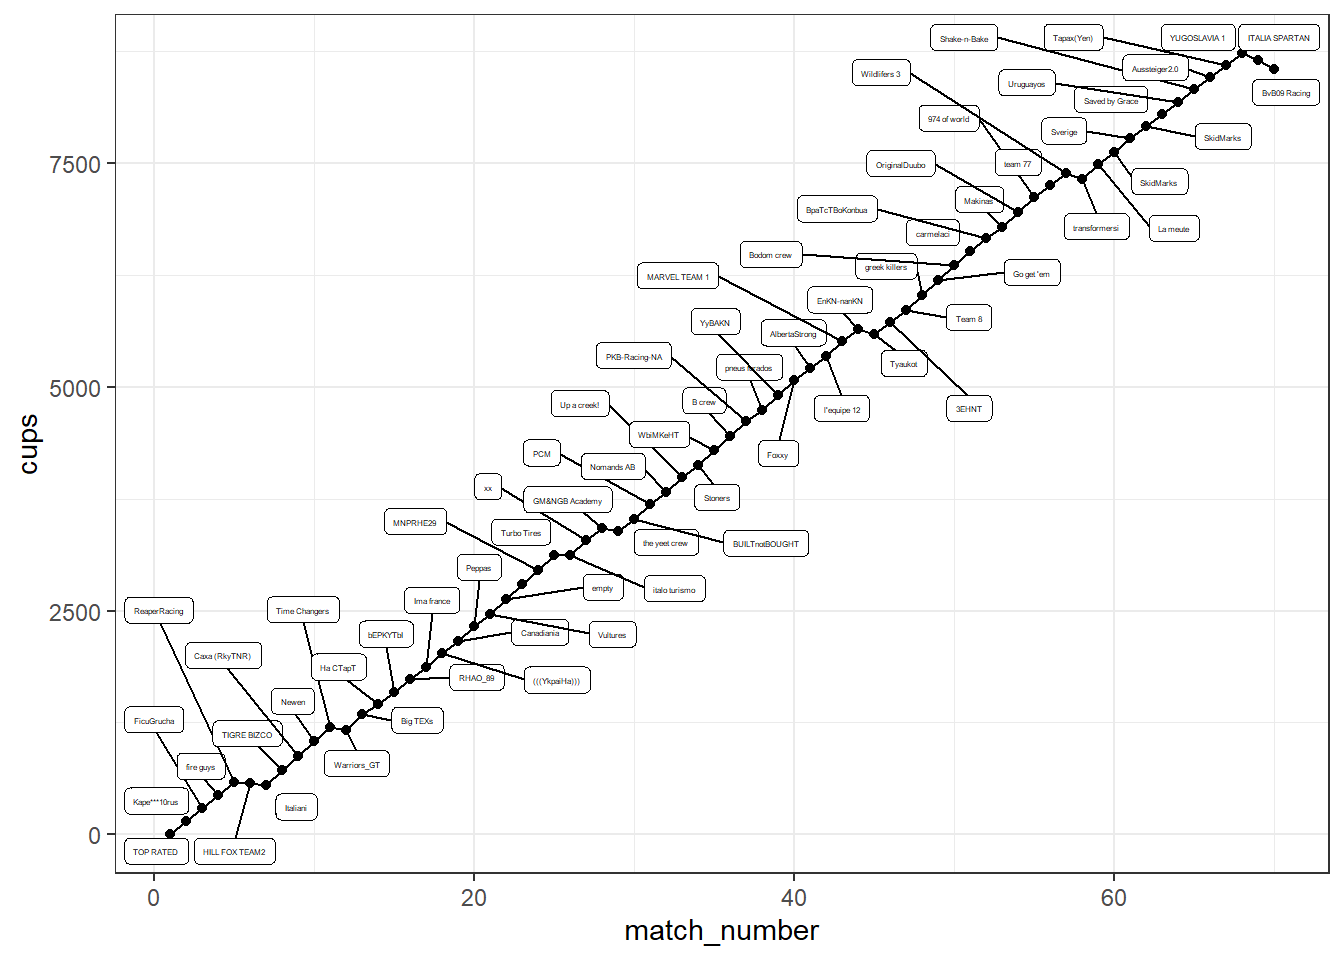 cups
7500
5000
2500
0
0
20
40
60
match_number
Shake-n-Bake
Tapax(Yen)
YUGOSLAVIA 1
ITALIA SPARTAN
Wildlifers 3
Aussteiger2.0
Uruguayos
BvB09 Racing
Saved by Grace
974 of world
Sverige
SkidMarks
OriginalDuubo
team 77
SkidMarks
BpaTcTBoKonbua
Makinas
carmelaci
transformersi
La meute
Bodom crew
greek killers
Go get 'em
MARVEL TEAM 1
EnKN-nanKN
Team 8
YyBAKN
AlbertaStrong
PKB-Racing-NA
pneus furados
Tyaukot
Up a creek!
B crew
l"equipe 12
3EHNT
WbiMKeHT
PCM
Nomands AB
Foxxy
xx
GM&NGB Academy
Stoners
MNPRHE29
Turbo Tires
the yeet crew
BUILTnotBOUGHT
Peppas
empty
italo turismo
ReaperRacing
Time Changers
Ima france
bEPKYTbI
Canadiania
Vultures
Caxa (RkyTNR)
Ha CTapT
RHAO_89
(((YkpaiHa)))
Newen
FicuGrucha
TIGRE BIZCO
Big TEXs
fire guys
Warriors_GT
Kape***10rus
Italiani
TOP RATED
HILL FOX TEAM2